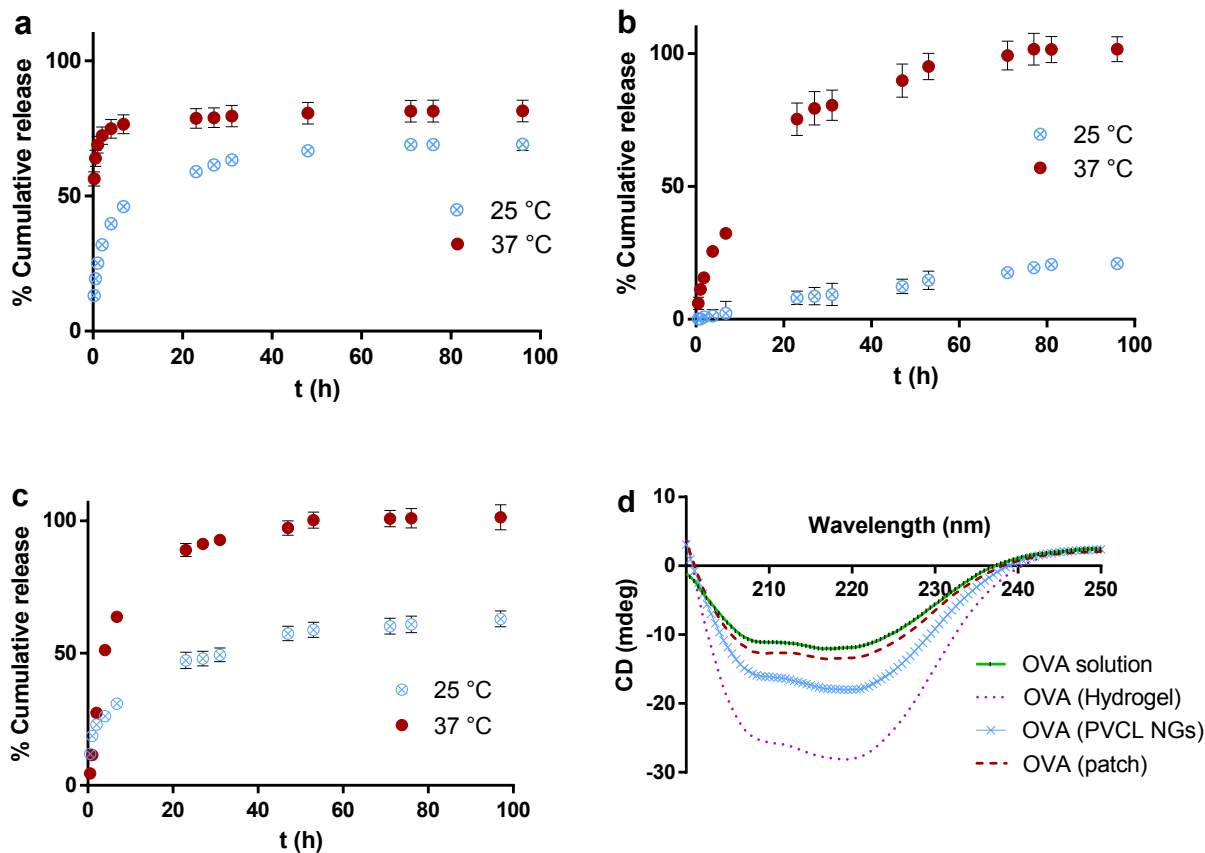 a
% Cumulative release
100
50
0
0 20 40 60 80 100
t (h)
25 °C
37 °C
b
% Cumulative release
100
50
0
0 20 40 60 80 100
t (h)
25 °C
37 °C
c
% Cumulative release
100
50
0
0 20 40 60 80 100
t (h)
25 °C
37 °C
d
CD (mdeg)
10
0
-10
-20
-30
Wavelength (nm)
210 220 230 240 250
OVA solution
OVA (Hydrogel)
OVA (PVCL NGs)
OVA (patch)